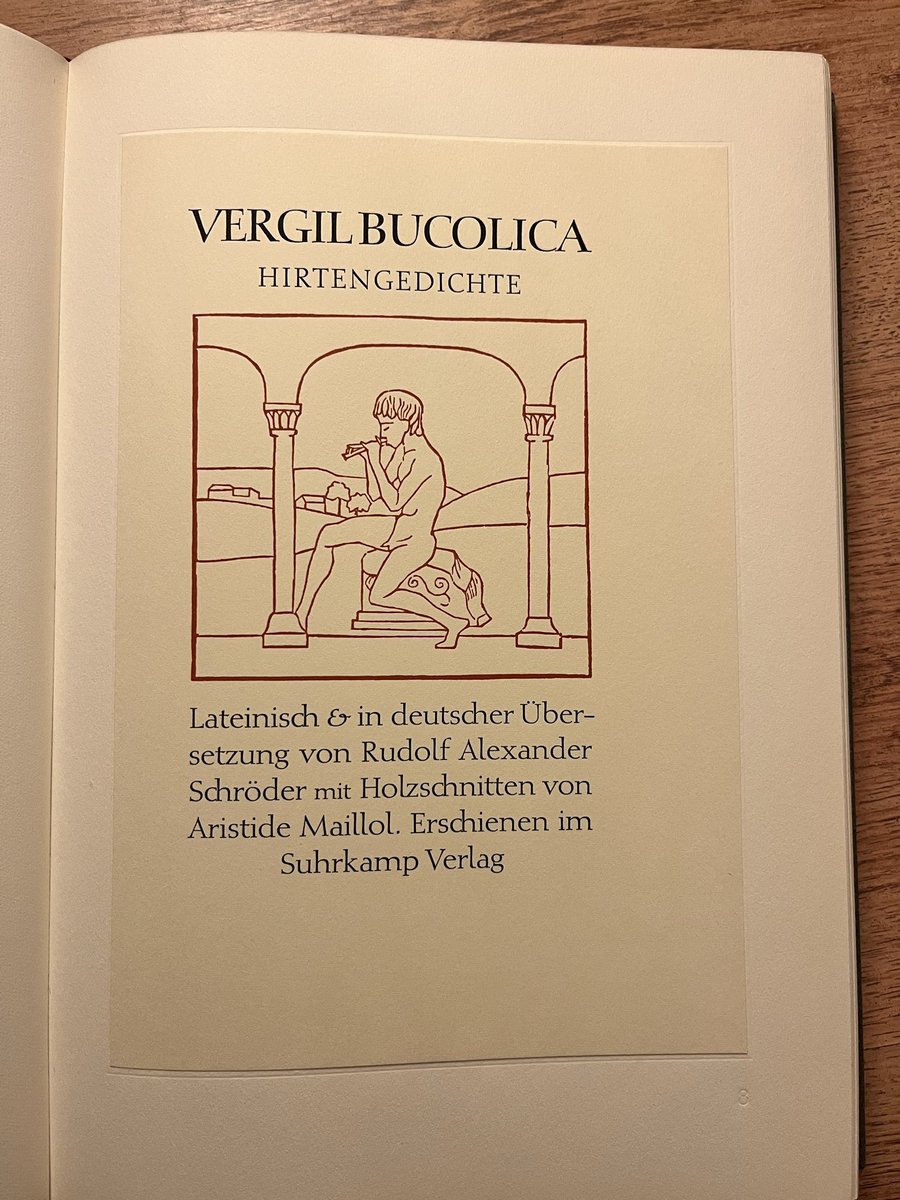 VERGIL BUCOLICA
HIRTENGEDICHTE
Lateinisch & in deutscher Über-
setzung von Rudolf Alexander
Schröder mit Holzschnitten von
Aristide Maillol. Erschienen im
Suhrkamp Verlag